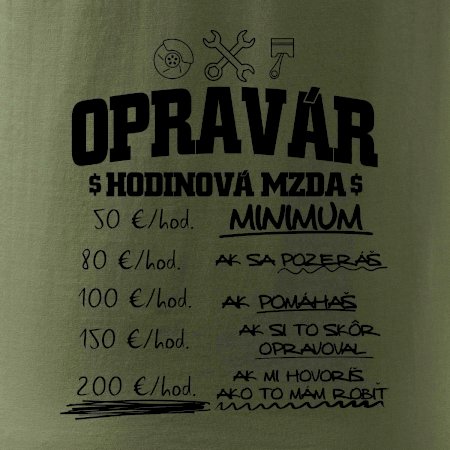 OPRAVÁR
$ HODINOVÁ MZDA $
50 €/hod. MINIMUM
80 €/hod. AK SA POZERÁŠ
100 €/hod. AK POMÁHAŠ
150 €/hod. AK SI TO SKÔR
OPRAVOVAL
200 €/hod. AK MI HOVORÍŠ
AKO TO MÁM ROBIŤ